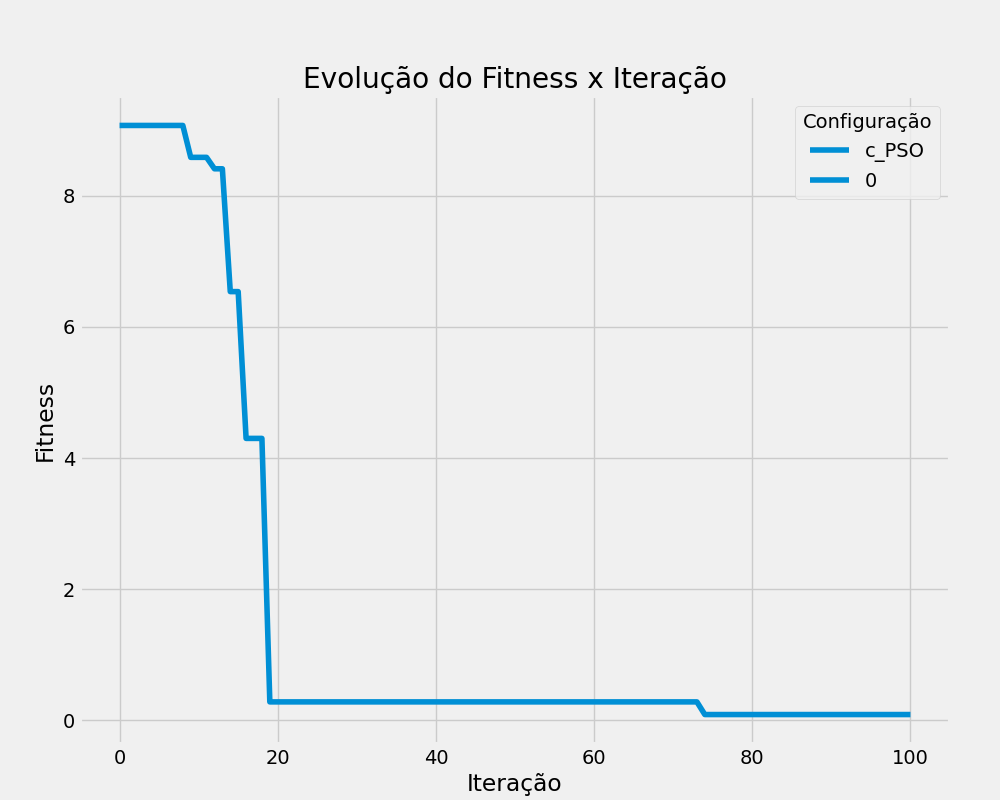 Evolução do Fitness x Iteração
Configuração
c_PSO
0
8
6
4
2
0
Fitness
0 20 40 60 80 100
Iteração